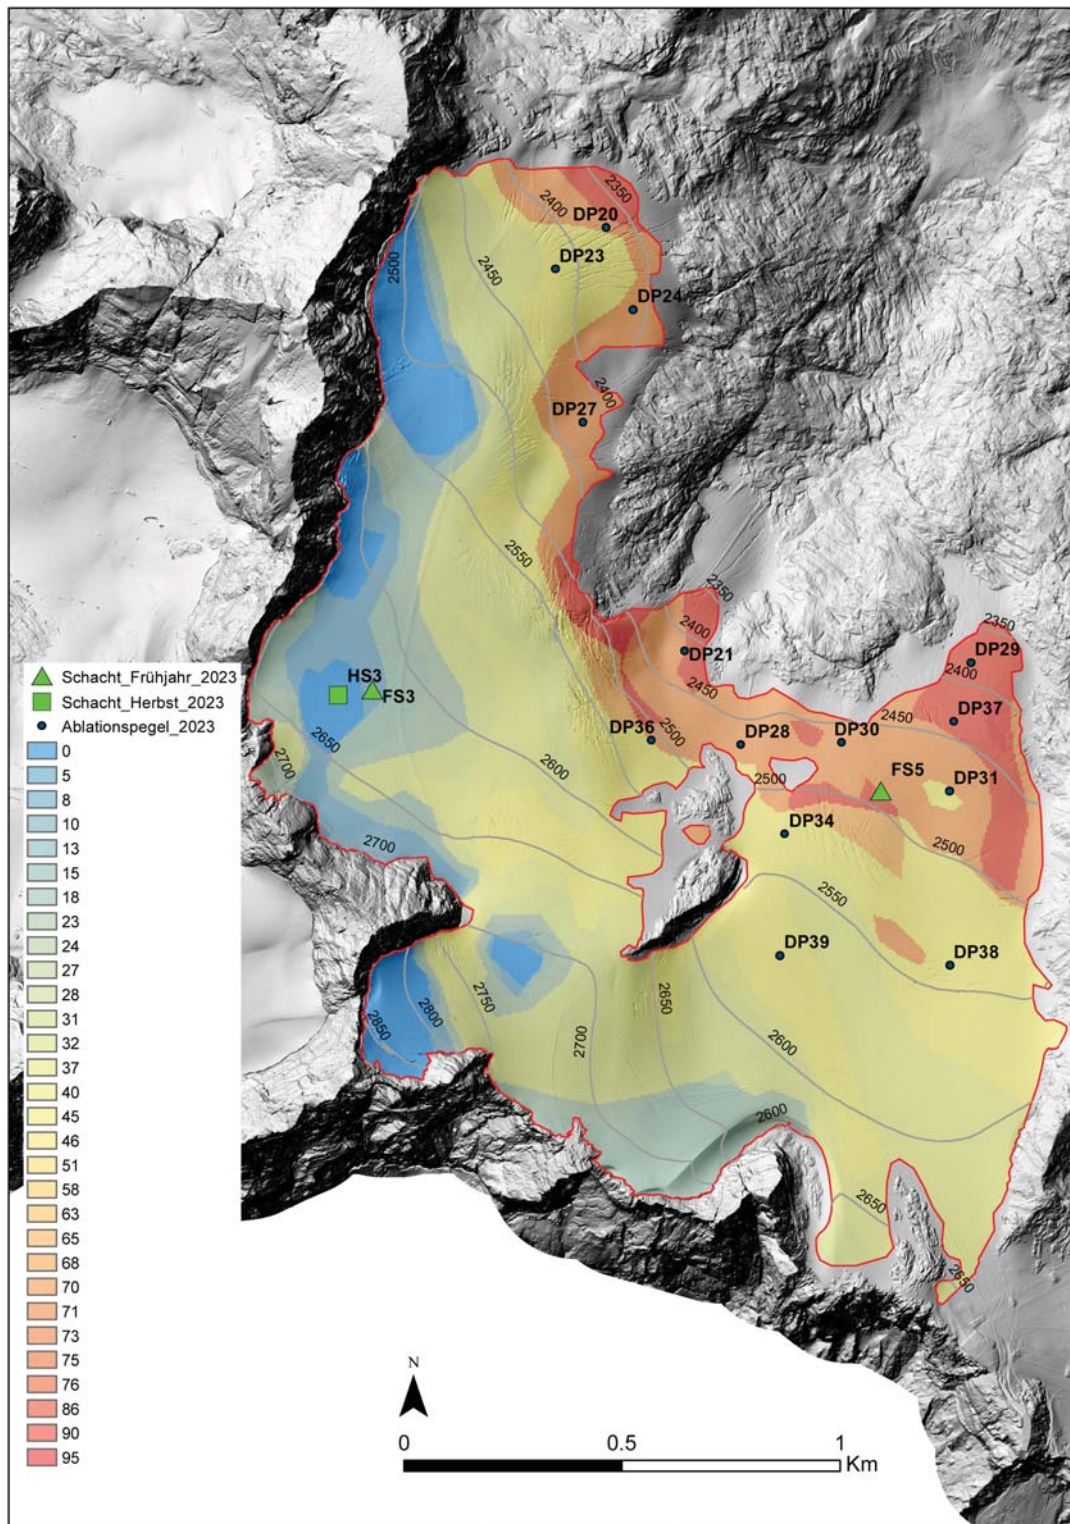 2350
2400
DP20
2500
2450
DP23
DP24
2400
DP27
2550
2350
2400
DP21
2350
DP29
2400
Schacht_Frühjahr_2023
Schacht_Herbst_2023
Ablationspegel_2023
HS3
FS3
2450
2450
DP37
DP36
2500
DP28
DP30
2700
2650
2600
FS5
DP31
2500
DP34
2500
2700
2550
DP39
DP38
2850
2800
2750
2700
2650
2600
2600
2650
2650
0
5
8
10
13
15
18
23
24
27
28
31
32
37
40
45
46
51
58
63
65
68
70
71
73
75
76
86
90
95
N
0 0.5 1
Km